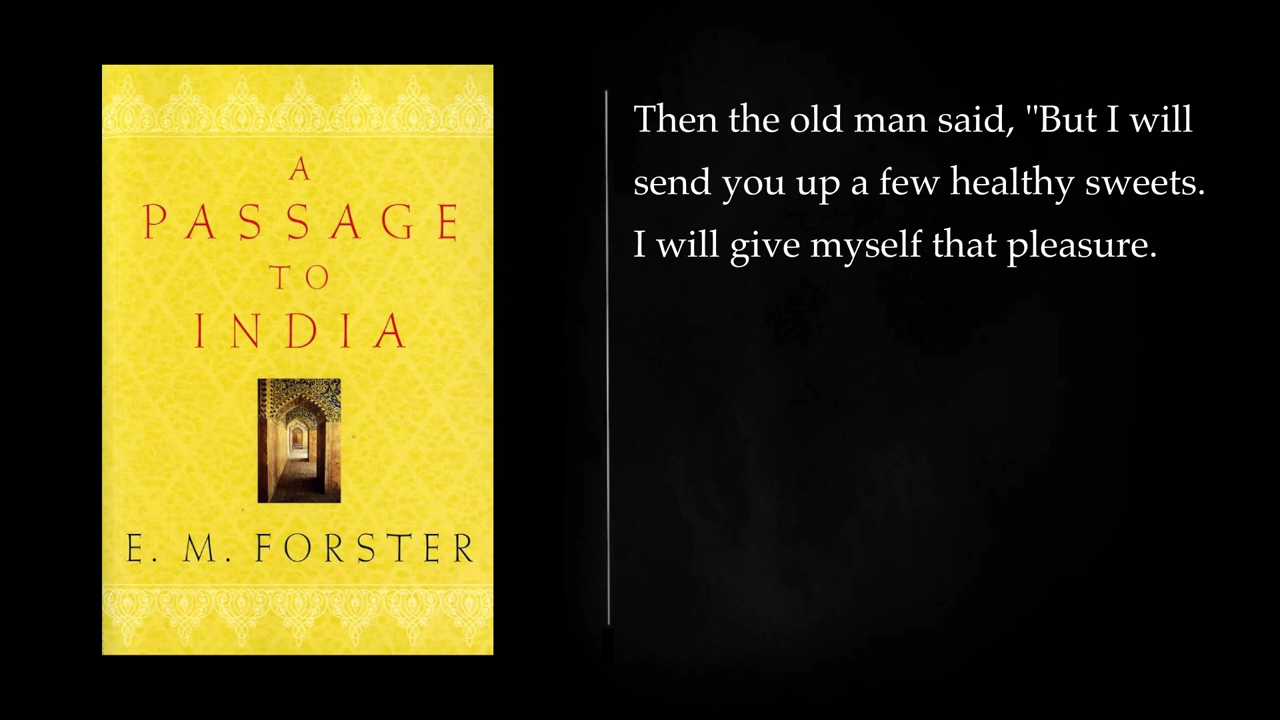 A
PASSAGE
TO
INDIA
E. M. FORSTER
Then the old man said, "But I will
send you up a few healthy sweets.
I will give myself that pleasure.